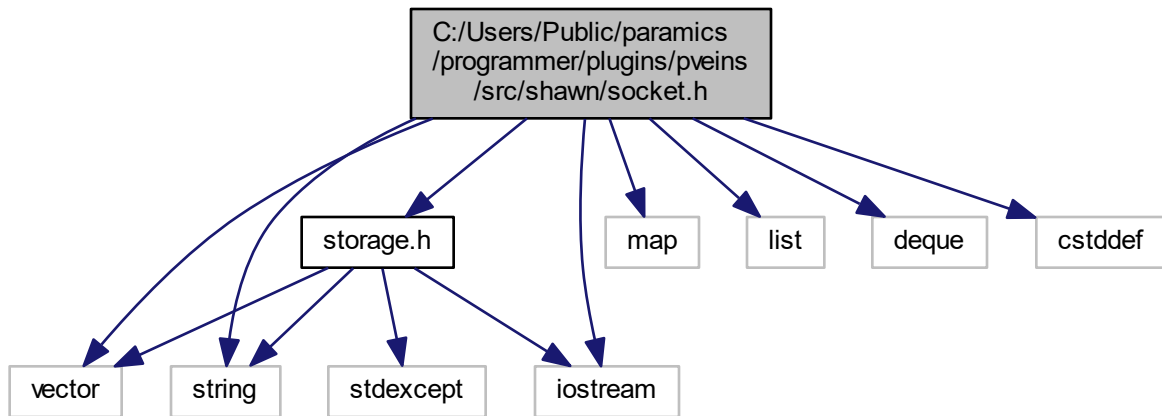 C:/Users/Public/paramics
/programmer/plugins/pveins
/src/shawn/socket.h
storage.h
map
list
deque
cstddef
vector
string
stdexcept
iostream